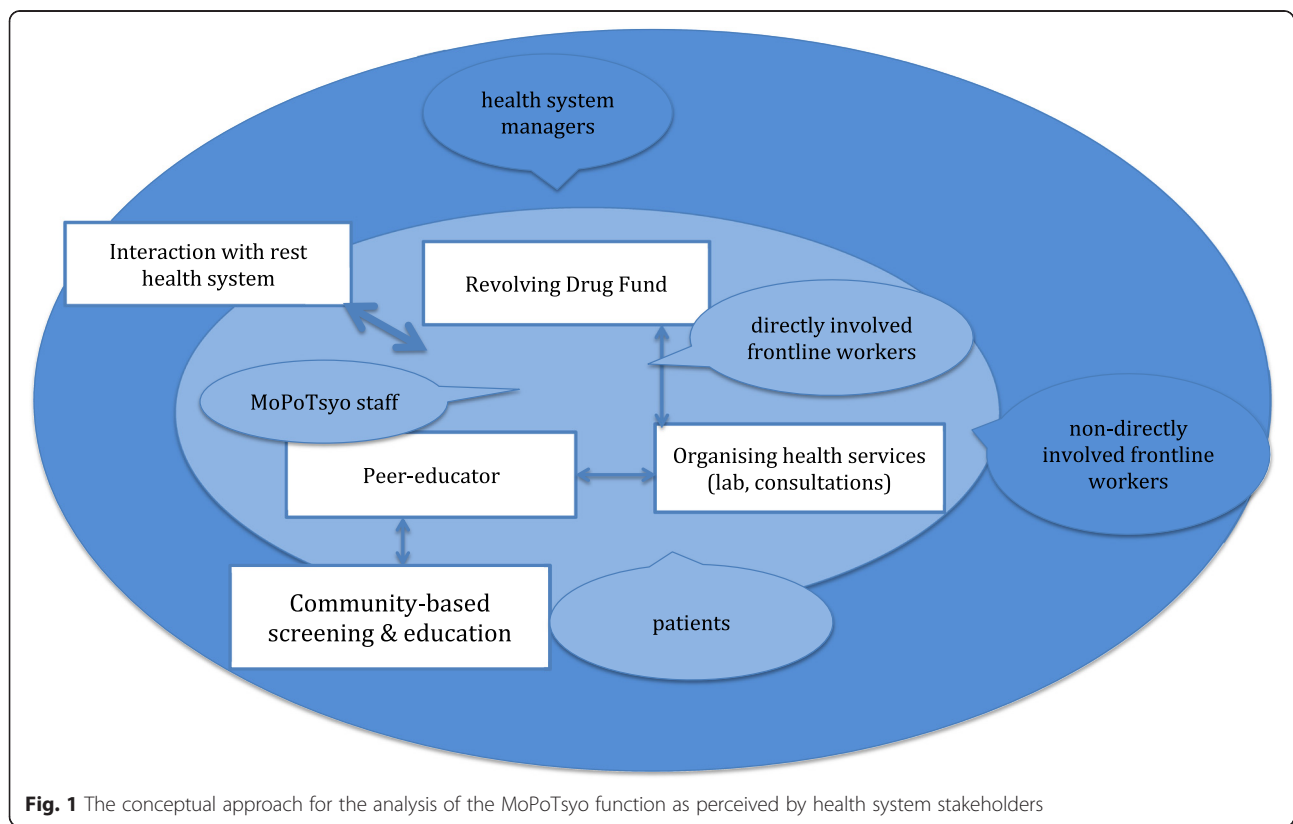 health system
managers
Interaction with rest
health system
Revolving Drug Fund
directly involved
frontline workers
MoPoTsyo staff
non-directly
involved frontline
workers
Peer-educator
Organising health services
(lab, consultations)
Community-based
screening & education
patients
Fig. 1 The conceptual approach for the analysis of the MoPoTsyo function as perceived by health system stakeholders